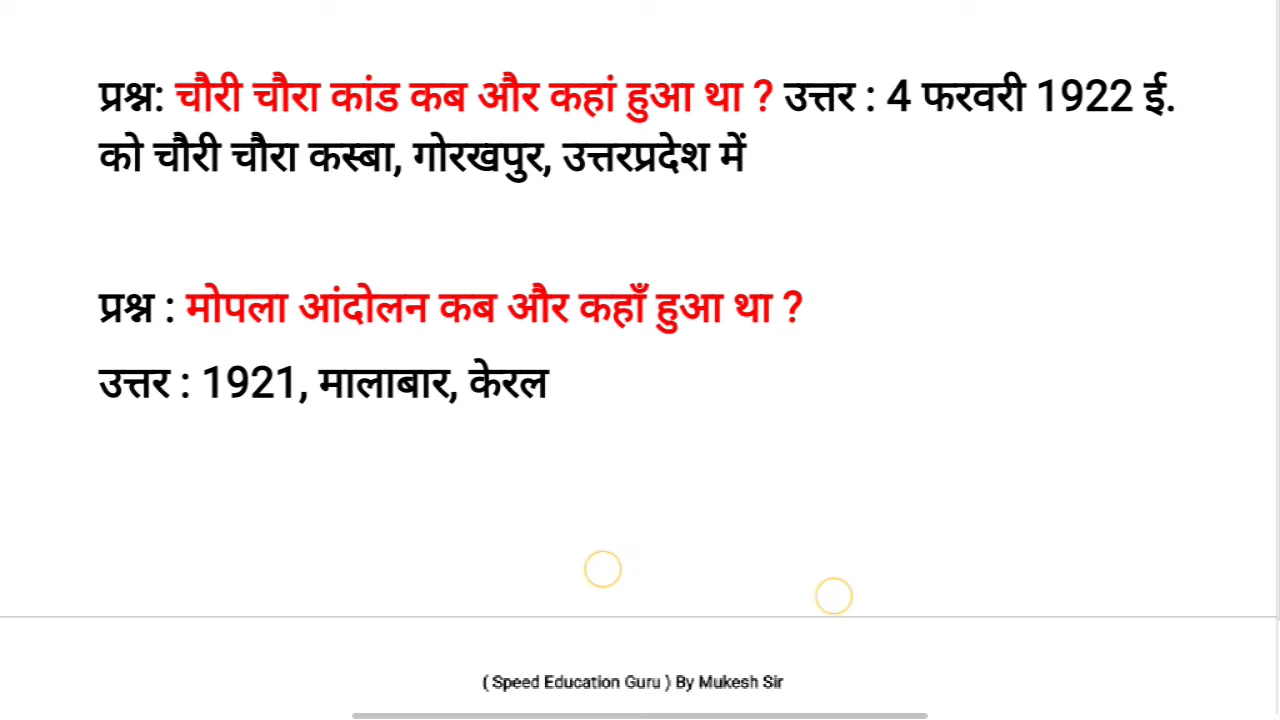 प्रश्न: चौरी चौरा कांड कब और कहां हुआ था ? उत्तर : 4 फरवरी 1922 ई.
को चौरी चौरा कस्बा, गोरखपुर, उत्तरप्रदेश में
प्रश्न : मोपला आंदोलन कब और कहाँ हुआ था ?
उत्तर : 1921, मालाबार, केरल
( Speed Education Guru ) By Mukesh Sir